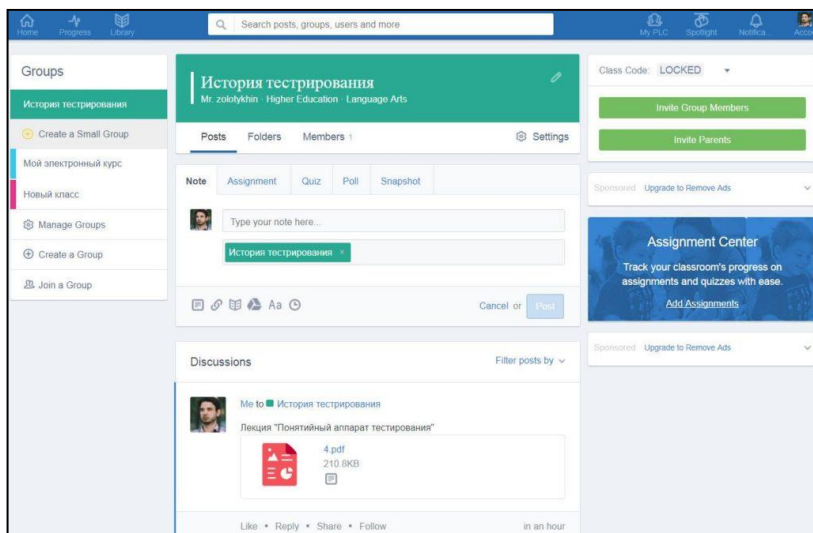 Home
Progress
Library
Search posts, groups, users and more
My PLC
Spotlight
Notifica...
Acco
Groups
История тестирования
Create a Small Group
Мой электронный курс
Новый класс
Manage Groups
Create a Group
Join a Group
История тестирования
Mr. zolotykhin · Higher Education · Language Arts
Posts
Folders
Members 1
Settings
Note
Assignment
Quiz
Poll
Snapshot
Type your note here...
История тестирования ×
Aa
Cancel or Post
Discussions
Filter posts by
Me to История тестирования
Лекция "Понятийный аппарат тестирования"
4.pdf
210.8KB
Like • Reply • Share • Follow
in an hour
Class Code: LOCKED
Invite Group Members
Invite Parents
Sponsored Upgrade to Remove Ads
Assignment Center
Track your classroom's progress on
assignments and quizzes with ease.
Add Assignments
Sponsored Upgrade to Remove Ads